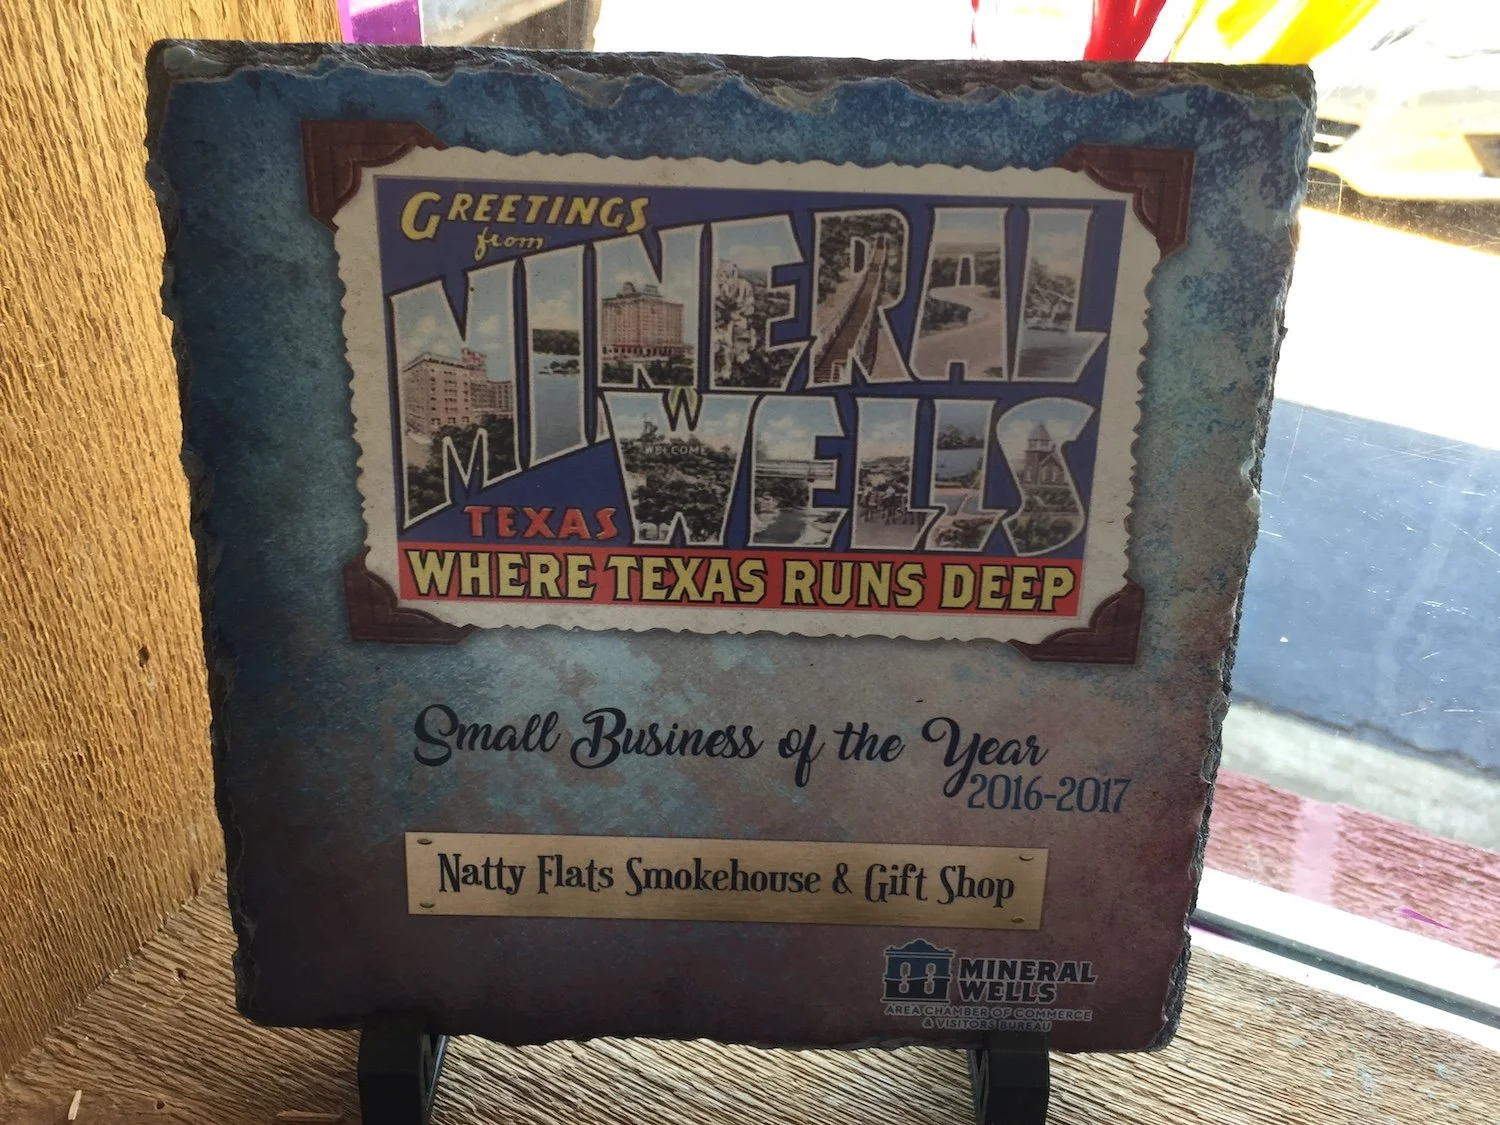 GREETINGS
from
MINERAL
WELLS
WELCOME
TEXAS
WHERE TEXAS RUNS DEEP
Small Business of the Year
2016-2017
Natty Flats Smokehouse & Gift Shop
MINERAL
WELLS
AREA CHAMBER OF COMMERCE
& VISITORS BUREAU